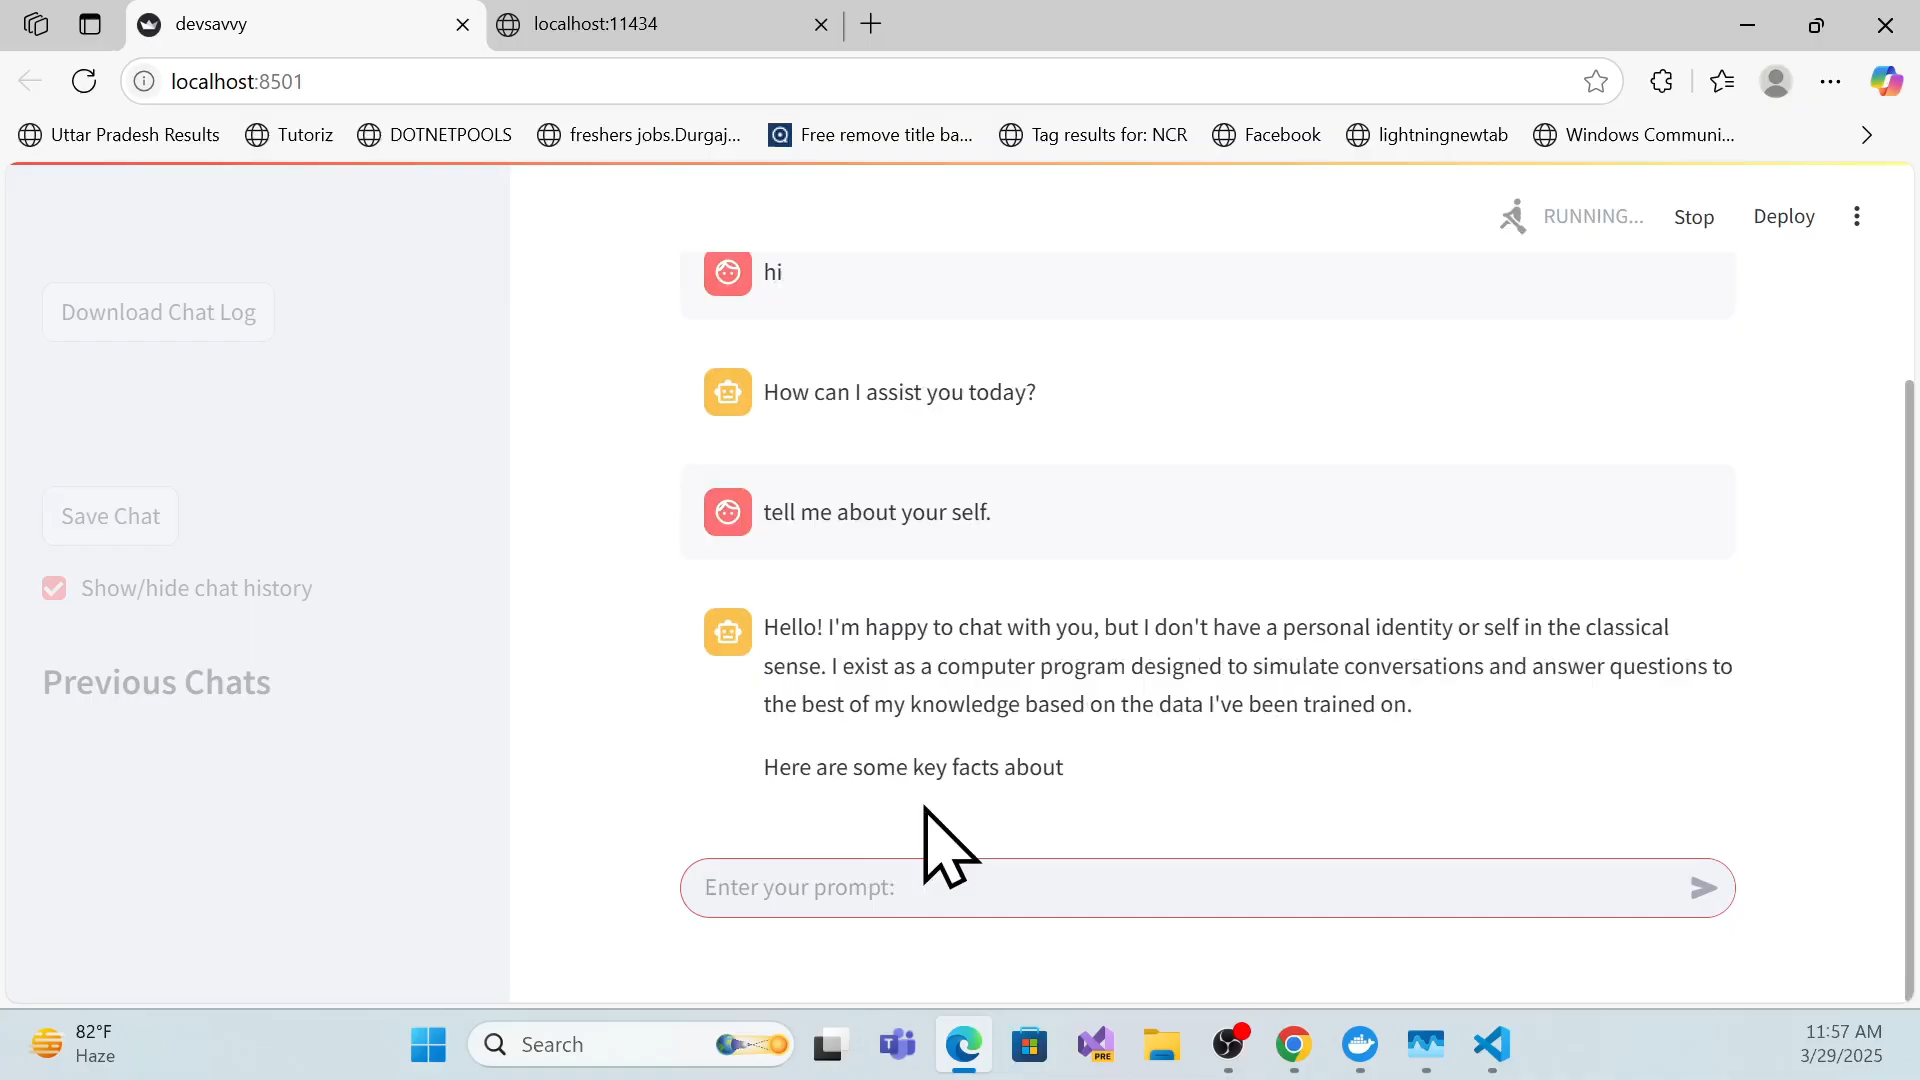 devsavvy
localhost:11434
localhost:8501
Uttar Pradesh Results
Tutoriz
DOTNETPOOLS
freshers jobs.Durgaj...
Free remove title ba...
Tag results for: NCR
Facebook
lightningnewtab
Windows Communi...
RUNNING...
Stop
Deploy
Download Chat Log
Save Chat
Show/hide chat history
Previous Chats
hi
How can I assist you today?
tell me about your self.
Hello! I'm happy to chat with you, but I don't have a personal identity or self in the classical
sense. I exist as a computer program designed to simulate conversations and answer questions to
the best of my knowledge based on the data I've been trained on.
Here are some key facts about
Enter your prompt:
82°F
Haze
Search
PRE
11:57 AM
3/29/2025